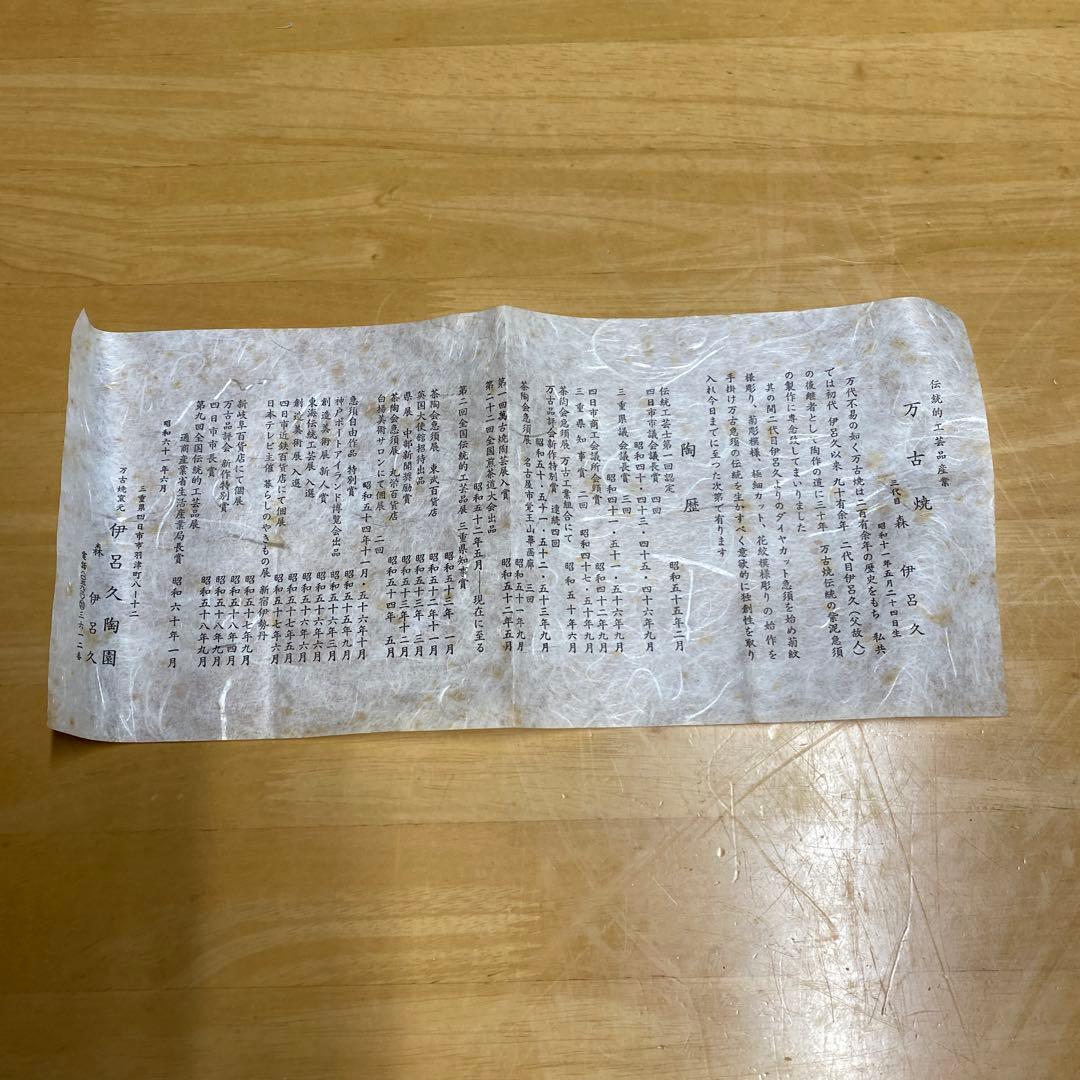 伝統的工芸品産業
万古焼
三代目 森 伊呂久
昭和十一年五月二十四日生
万代不易の如く万古焼は二百有余年の歴史をもち 私共
では初代 伊呂久以来 九十有余年 二代目伊呂久(父故人)
の後継者として陶作の道に三十年 万古焼伝統の紫泥急須
の製作に専念致してまいりました
其の間二代目伊呂久よりのダイヤカット急須を始め菊紋
様彫り、菊彫模様、極細カット、花紋模様彫り の始作を
手掛け万古急須の伝統を生かすべく意欲的に独創性を取り
入れ今日までに至った次第で有ります
陶歴
伝統工芸士第一回認定 昭和五十五年二月
四日市市議会議長賞 四回
昭和四十・四十三・四十五・四十六年九月
三重県議会議長賞 三回
昭和四十一・五十一・五十六年九月
四日市商工会議所会頭賞 昭和四十二年九月
三重県知事賞 二回 昭和四十七・五十一年九月
茶陶会急須展 万古工業組合にて 昭和五十年六月
万古品評会新作特別賞 連続四回
昭和五十・五十一・五十二・五十三年九月
茶陶会急須展 名古屋市覚王山華画廊 三回
昭和五十一年九月
第一回萬古焼陶芸展入賞 昭和五十二年五月
第二十二回全国煎茶道大会出品
昭和五十二年五月―現在に至る
第二回全国伝統的工芸品展 三重県知事賞
昭和五十三年一月
茶陶会急須展 東武百貨店 昭和五十二年十一月
英国大使館招待出品 昭和五十三年三月
県展 中部新聞奨励賞 昭和五十三年十一月
茶陶会急須展 丸栄百貨店 昭和五十四年五月
白揚美術サロンにて個展 二回
昭和五十四年十一月・五十六年十月
急須自由作品 特別賞 昭和五十五年九月
神戸ポートアイランド博覧会出品 昭和五十六年三月
創造美術展 新人賞 昭和五十六年六月
東海伝統工芸展 入選 昭和五十七年五月
創造美術展 入選 昭和五十七年六月
四日市近鉄百貨店にて個展
日本テレビ主催 暮らしのやきもの展 新宿伊勢丹
昭和五十七年九月
新岐阜百貨店にて個展 昭和五十八年四月
万古品評会 新作特別賞 昭和五十八年九月
四日市市長賞 昭和五十八年九月
第九回全国伝統的工芸品展
通商産業省生活産業局長賞 昭和六十年一月
昭和六十一年六月
三重県四日市市羽津町八―十二
万古焼窯元 伊呂久陶園
森 伊呂久